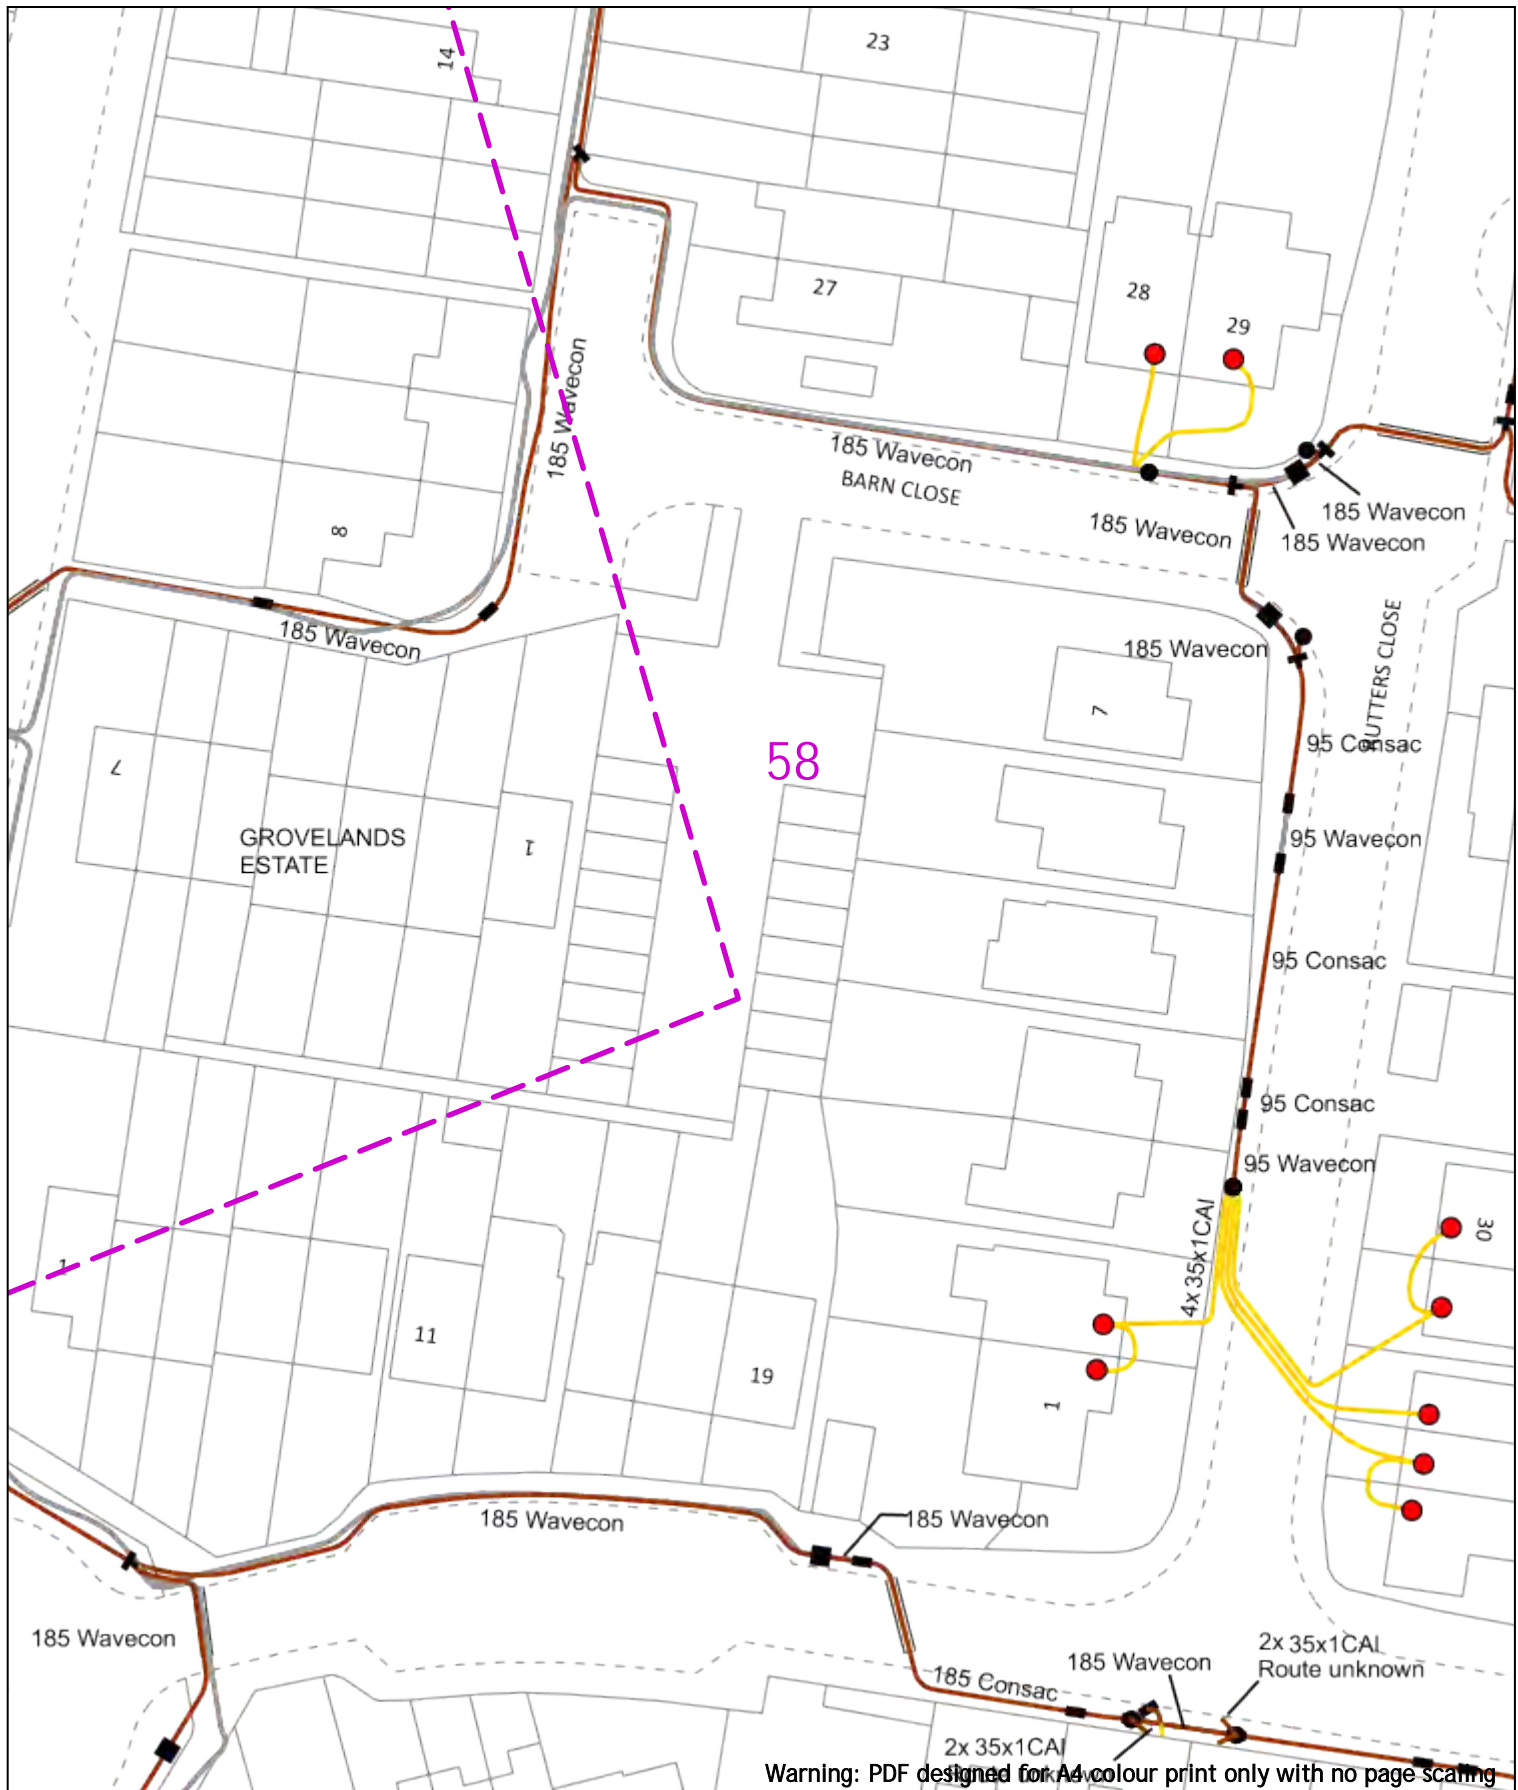 14
23
27
28
29
185 Wavecon
185 Wavecon
BARN CLOSE
185 Wavecon
185 Wavecon
185 Wavecon
8
185 Wavecon
185 Wavecon
RUTTERS CLOSE
7
95 Consac
58
7
GROVELANDS
ESTATE
1
95 Wavecon
95 Consac
95 Consac
95 Wavecon
4x 35x1CAI
30
1
11
19
1
185 Wavecon
185 Wavecon
185 Wavecon
2x 35x1CAI
Route unknown
185 Wavecon
185 Consac
2x 35x1CAI
Warning: PDF designed for A4 colour print only with no page scaling